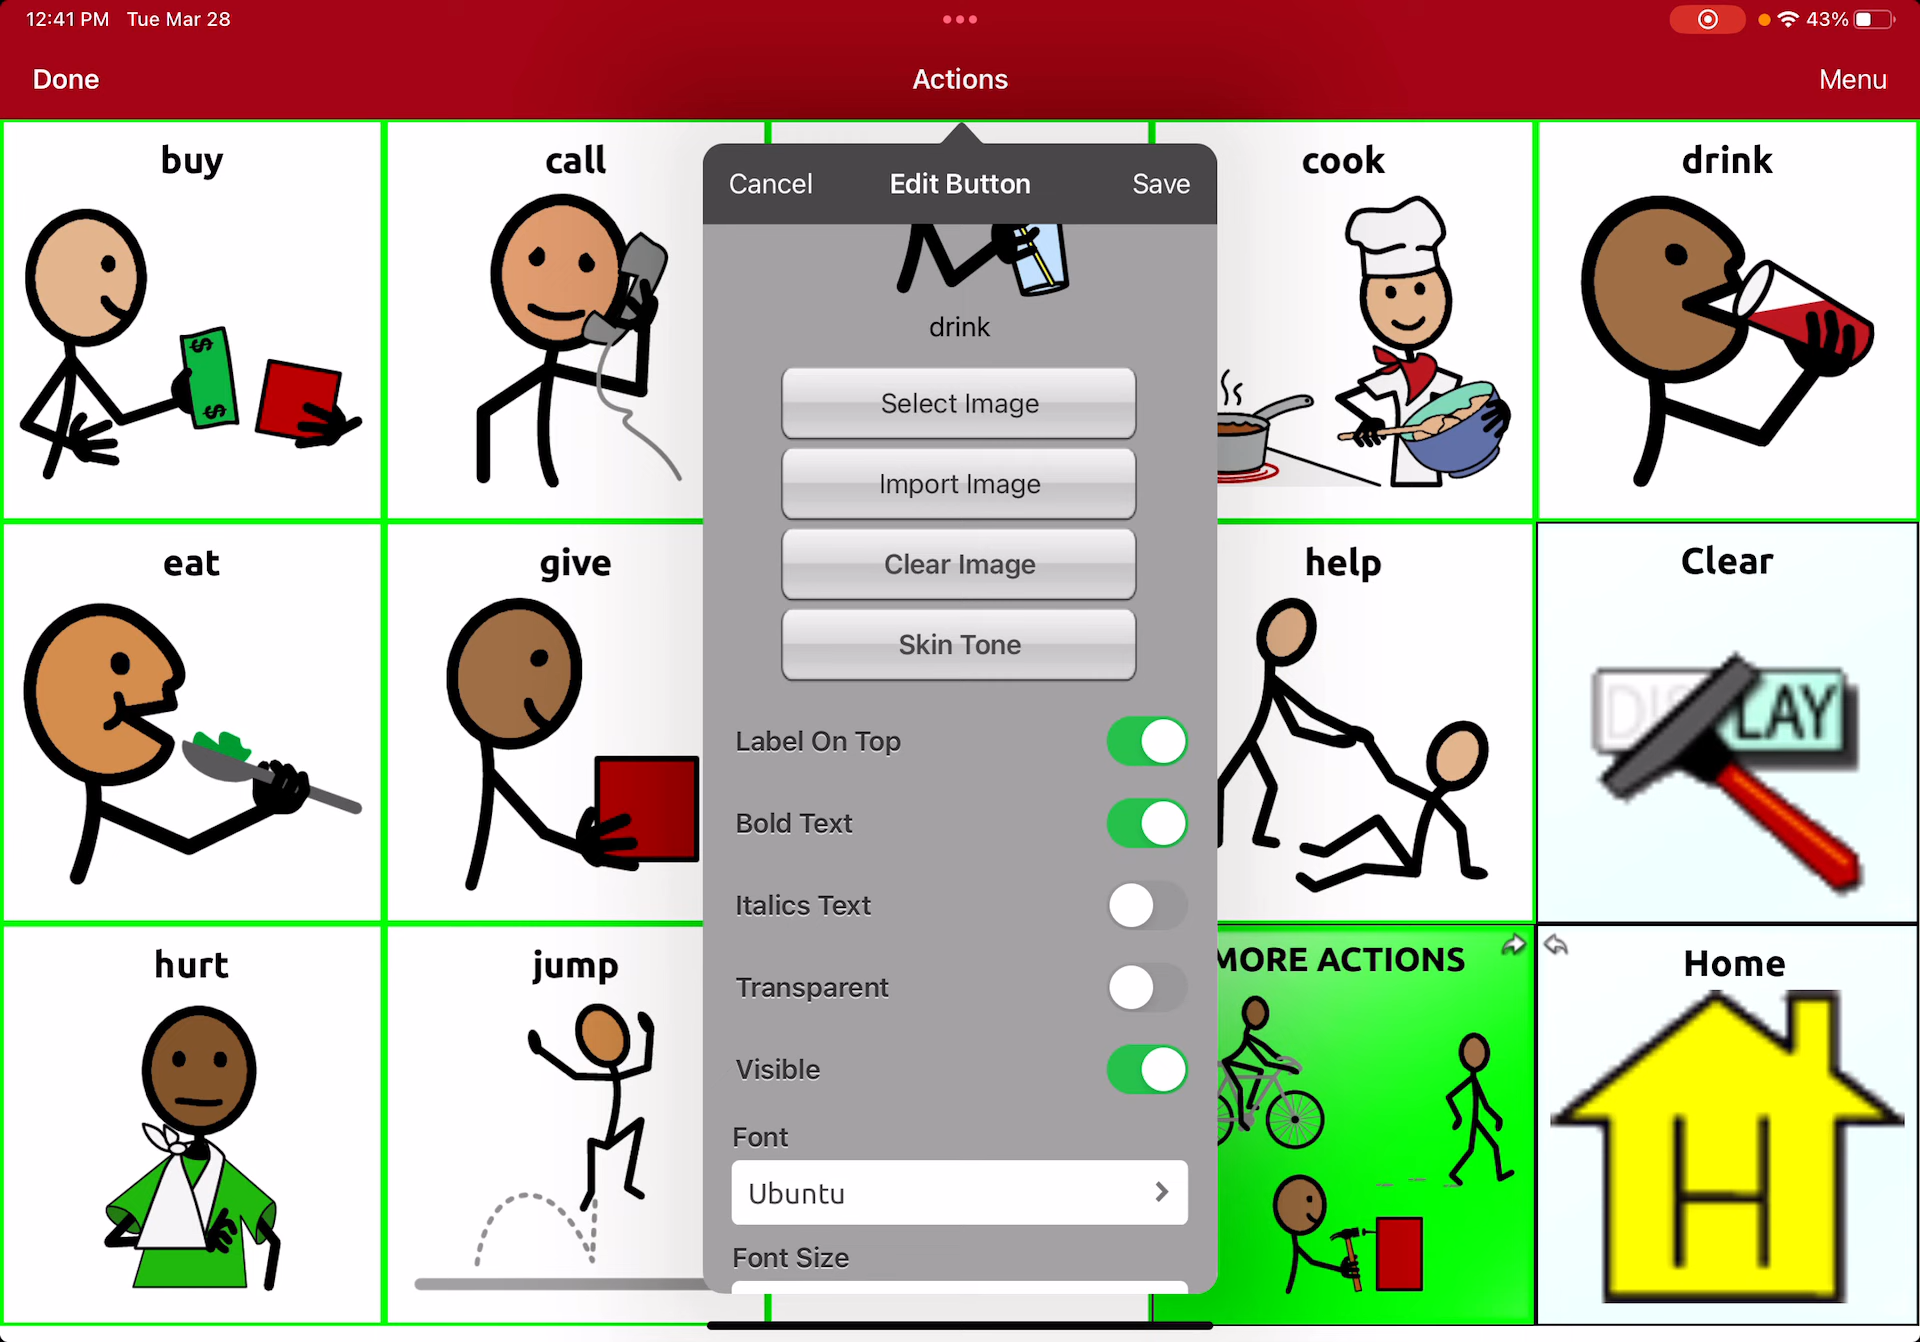 12:41 PM Tue Mar 28
43%
Done
Actions
Menu
buy
call
cook
drink
Cancel
Edit Button
Save
drink
Select Image
Import Image
Clear Image
Skin Tone
Label On Top
Bold Text
Italics Text
Transparent
Visible
Font
Ubuntu
Font Size
eat
give
help
Clear
LAY
hurt
jump
MORE ACTIONS
Home
H